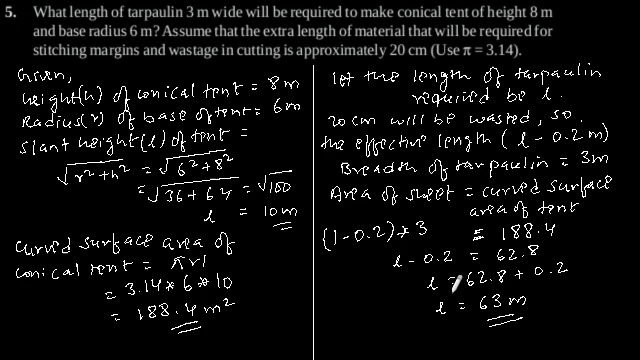 5. What length of tarpaulin 3 m wide will be required to make conical tent of height 8 m
and base radius 6 m? Assume that the extra length of material that will be required for
stitching margins and wastage in cutting is approximately 20 cm (Use π = 3.14).
Given,
height(h) of conical tent = 8m
Radius(r) of base of tent = 6m
Slant height(l) of tent =
√r²+h² = √6²+8²
= √36+64 = √100
l = 10m
Curved surface area of
conical tent = πrl
= 3.14*6*10
= 188.4 m²
let the length of tarpaulin
required be l.
20 cm will be wasted, so
the effective length (l - 0.2m)
Breadth of tarpaulin = 3m
Area of sheet = curved surface
area of tent
(l-0.2)*3 = 188.4
l - 0.2 = 62.8
l = 62.8 + 0.2
l = 63m